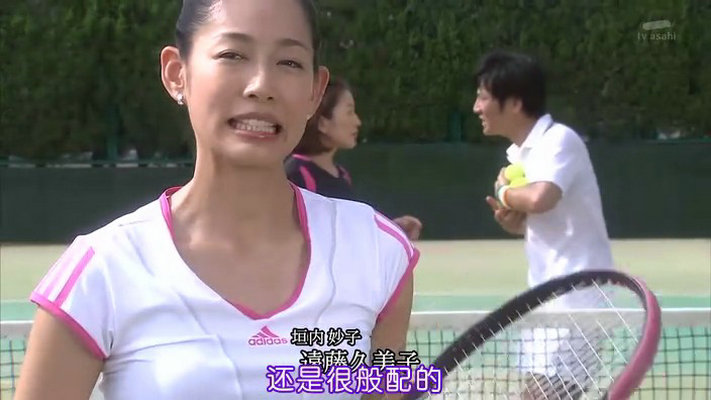 tv asahi
adidas
垣内 妙子
遠藤 久美子
还是很般配的